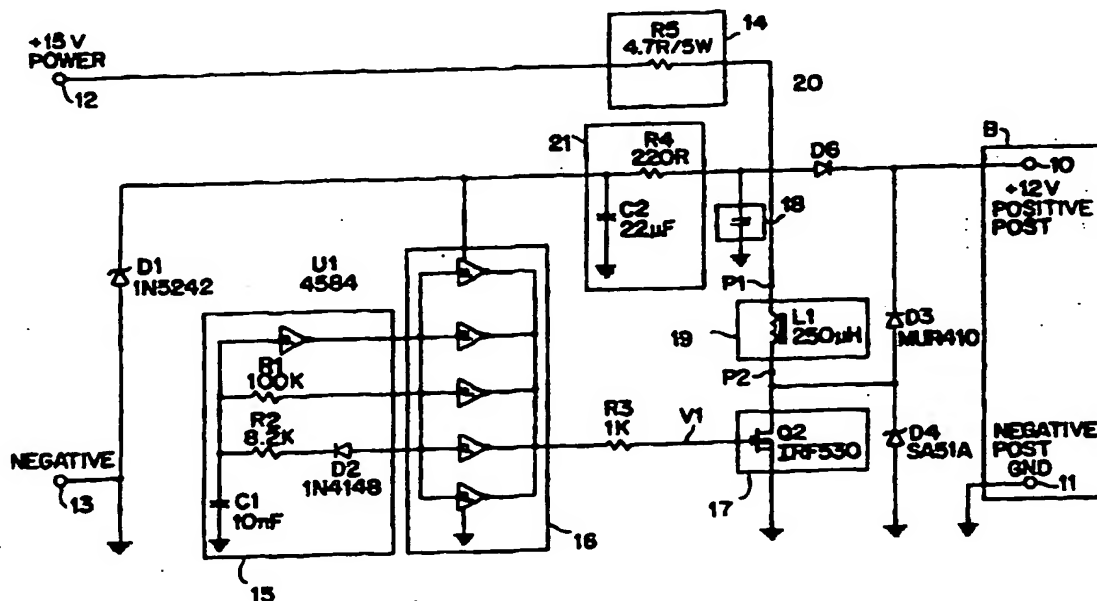 R5
4.7R/5W
14
+15V
POWER
12
20
21
R4
220R
D6
B
10
+12V
POSITIVE
POST
C2
22µF
18
D1
1N5242
U1
4584
P1
L1
250µH
19
D3
MUR410
P2
R1
100K
R2
8.2K
R3
1K
V1
Q2
IRF530
D4
SA51A
NEGATIVE
POST
GND
11
NEGATIVE
13
D2
1N4148
C1
10nF
17
16
15